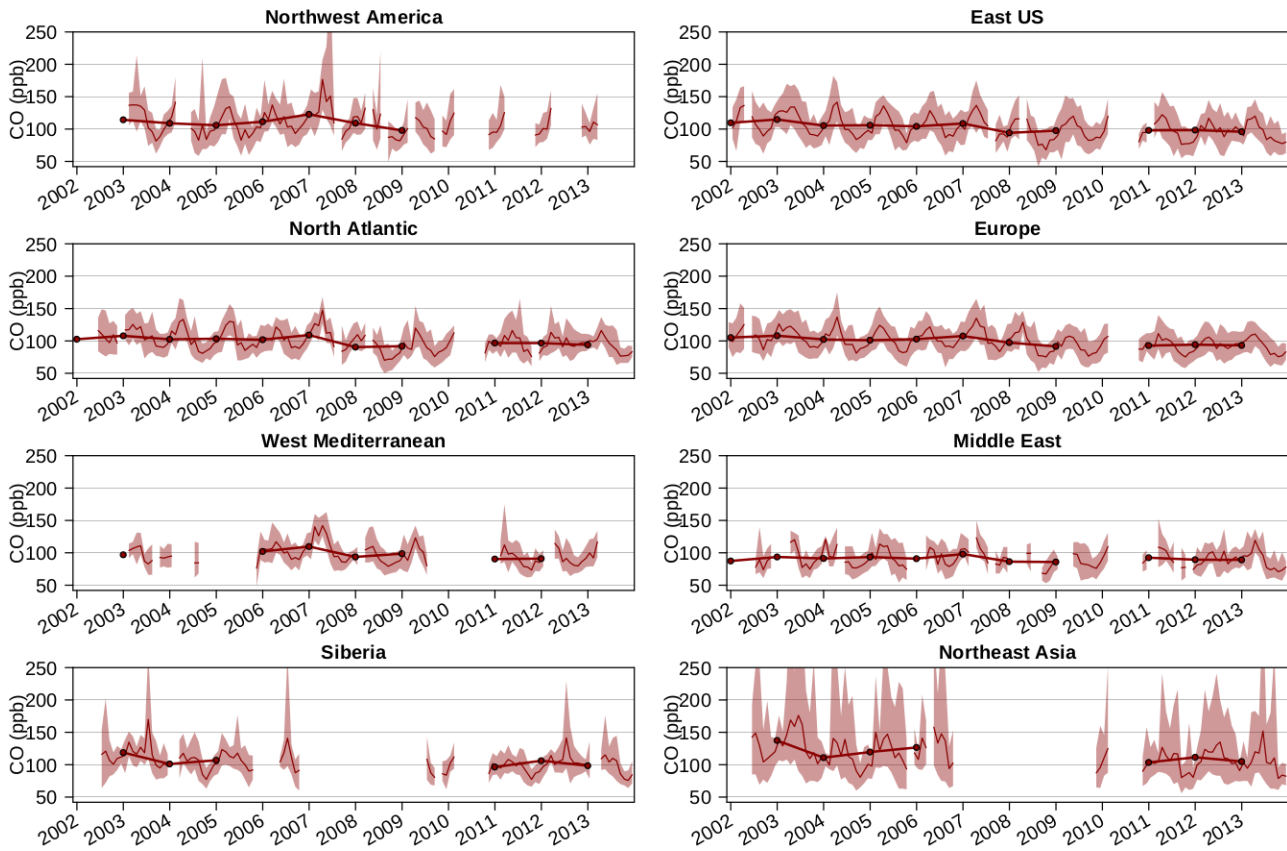 Northwest America
CO (ppb)
250
200
150
100
50
2002 2003 2004 2005 2006 2007 2008 2009 2010 2011 2012 2013
East US
CO (ppb)
250
200
150
100
50
2002 2003 2004 2005 2006 2007 2008 2009 2010 2011 2012 2013
North Atlantic
CO (ppb)
250
200
150
100
50
2002 2003 2004 2005 2006 2007 2008 2009 2010 2011 2012 2013
Europe
CO (ppb)
250
200
150
100
50
2002 2003 2004 2005 2006 2007 2008 2009 2010 2011 2012 2013
West Mediterranean
CO (ppb)
250
200
150
100
50
2002 2003 2004 2005 2006 2007 2008 2009 2010 2011 2012 2013
Middle East
CO (ppb)
250
200
150
100
50
2002 2003 2004 2005 2006 2007 2008 2009 2010 2011 2012 2013
Siberia
CO (ppb)
250
200
150
100
50
2002 2003 2004 2005 2006 2007 2008 2009 2010 2011 2012 2013
Northeast Asia
CO (ppb)
250
200
150
100
50
2002 2003 2004 2005 2006 2007 2008 2009 2010 2011 2012 2013